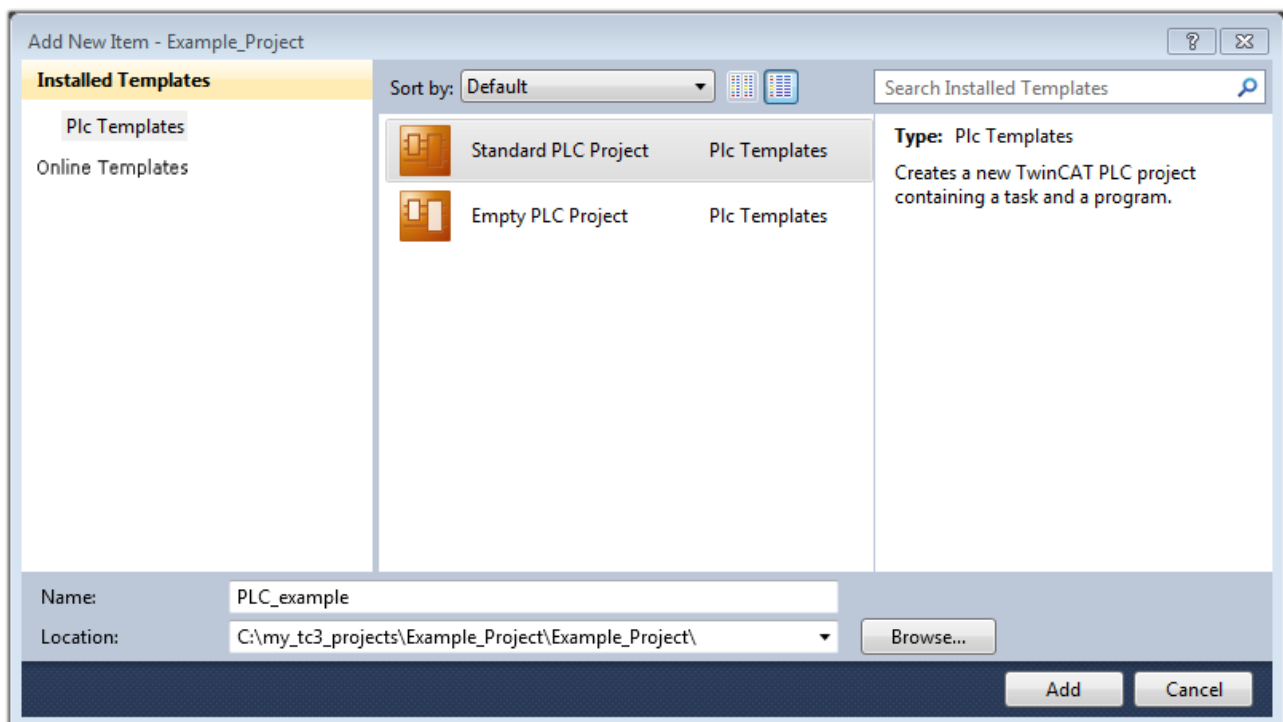 Add New Item - Example_Project
Installed Templates
Plc Templates
Online Templates
Sort by: Default
Search Installed Templates
Standard PLC Project Plc Templates
Empty PLC Project Plc Templates
Type: Plc Templates
Creates a new TwinCAT PLC project
containing a task and a program.
Name: PLC_example
Location: C:\my_tc3_projects\Example_Project\Example_Project\
Browse...
Add Cancel